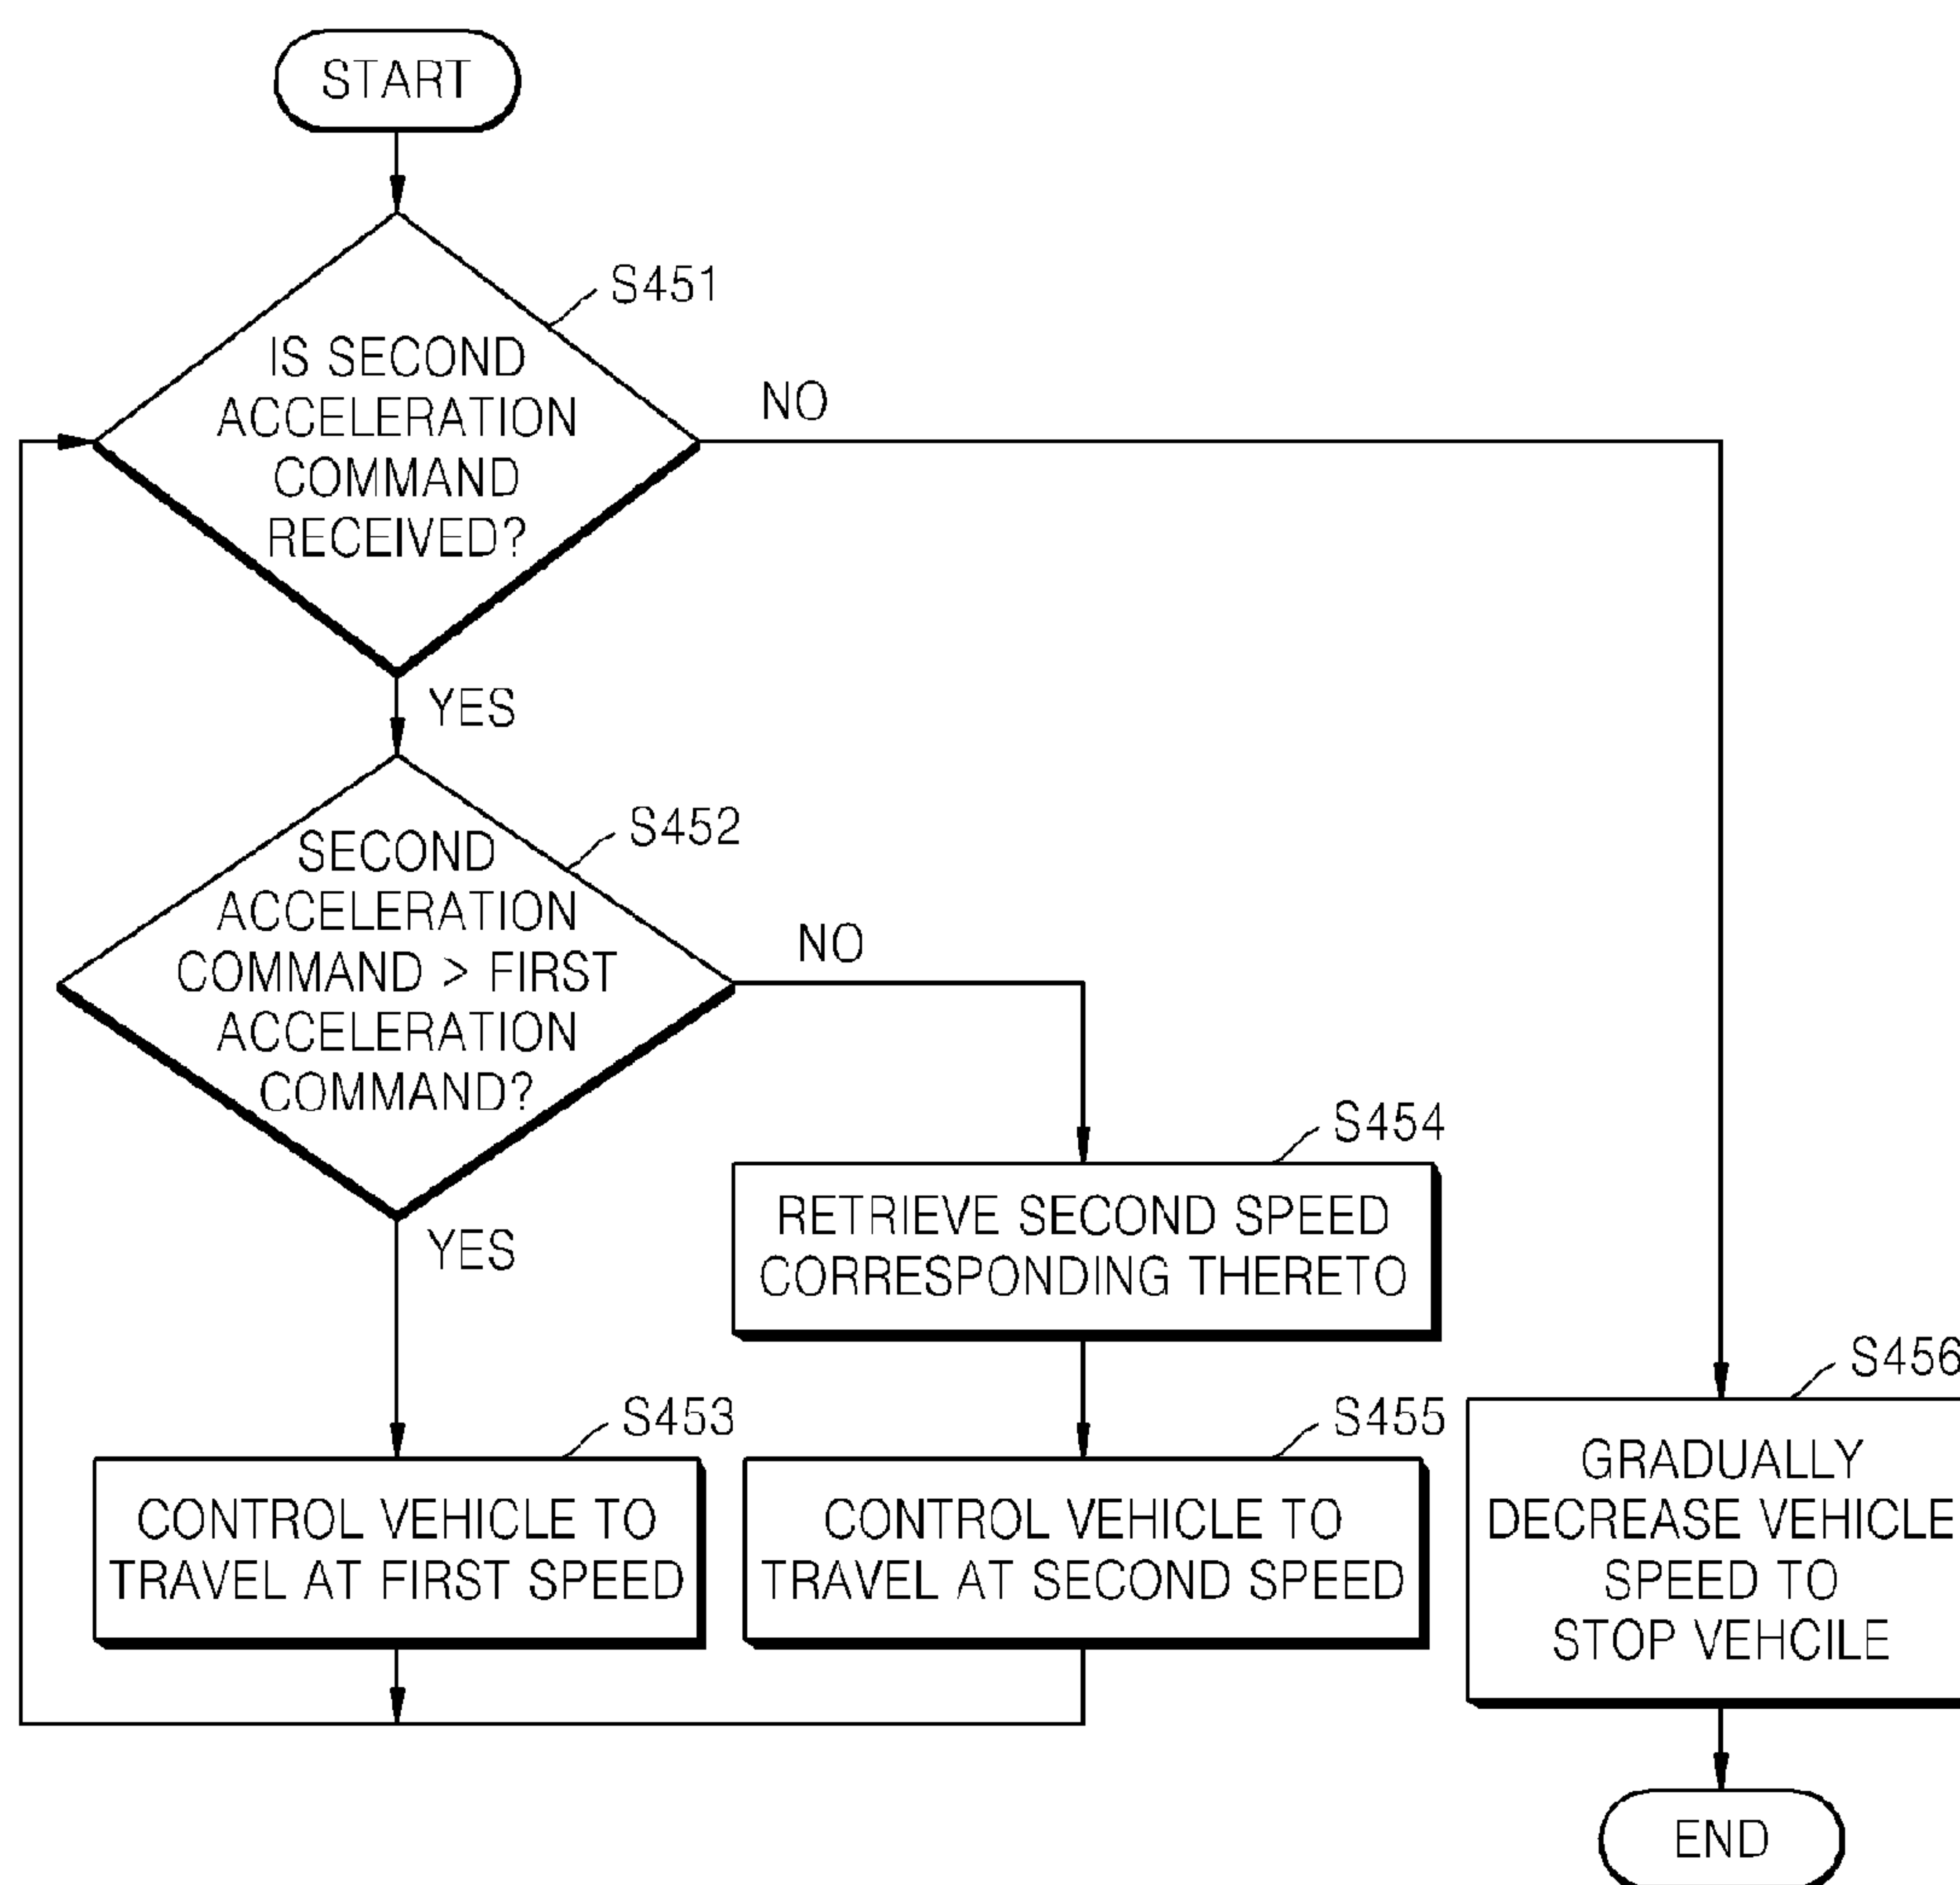 START
S451
IS SECOND
ACCELERATION
COMMAND
RECEIVED?
NO
YES
S452
SECOND
ACCELERATION
COMMAND > FIRST
ACCELERATION
COMMAND?
NO
YES
S454
RETRIEVE SECOND SPEED
CORRESPONDING THERETO
S453
CONTROL VEHICLE TO
TRAVEL AT FIRST SPEED
S455
CONTROL VEHICLE TO
TRAVEL AT SECOND SPEED
S456
GRADUALLY
DECREASE VEHICLE
SPEED TO
STOP VEHCILE
END